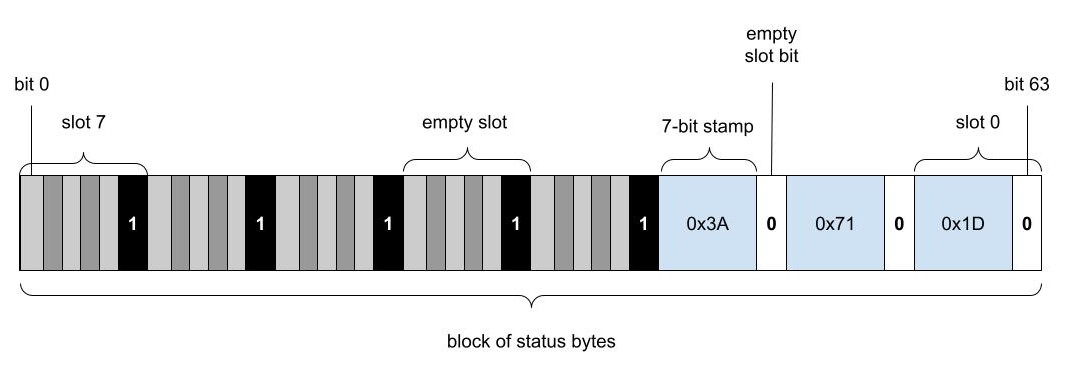 empty
slot bit
bit 0
bit 63
slot 7
empty slot
7-bit stamp
slot 0
1
1
1
1
1
0x3A
0
0x71
0
0x1D
0
block of status bytes